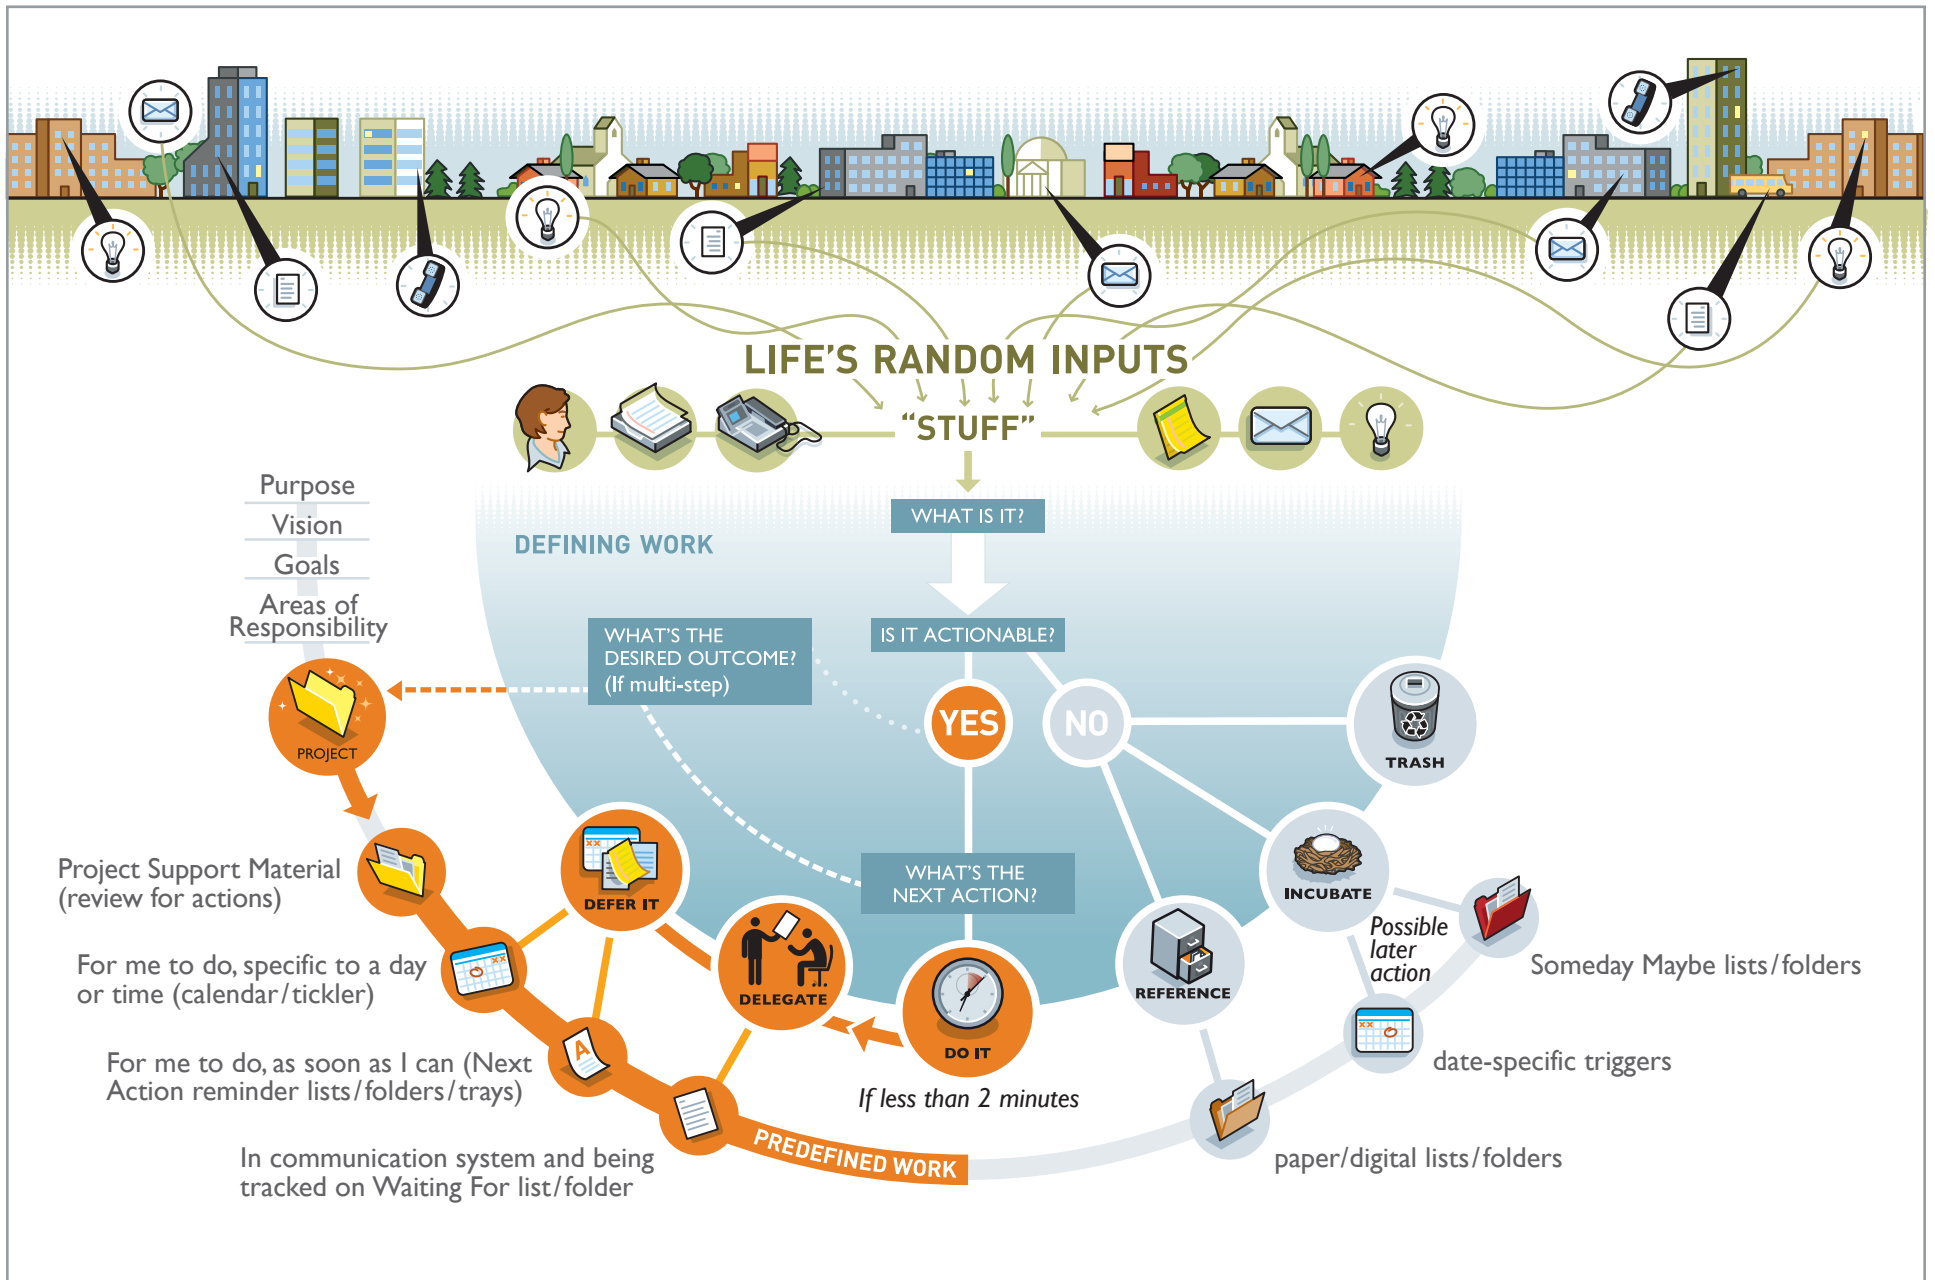 LIFE'S RANDOM INPUTS
"STUFF"
Purpose
Vision
Goals
Areas of
Responsibility
WHAT IS IT?
DEFINING WORK
IS IT ACTIONABLE?
WHAT'S THE
DESIRED OUTCOME?
(If multi-step)
YES
NO
PROJECT
TRASH
Project Support Material
(review for actions)
DEFER IT
WHAT'S THE
NEXT ACTION?
INCUBATE
Possible
later
action
Someday Maybe lists/folders
For me to do, specific to a day
or time (calendar/tickler)
DELEGATE
REFERENCE
A
DO IT
date-specific triggers
For me to do, as soon as I can (Next
Action reminder lists/folders/trays)
If less than 2 minutes
PREDEFINED WORK
In communication system and being
tracked on Waiting For list/folder
paper/digital lists/folders